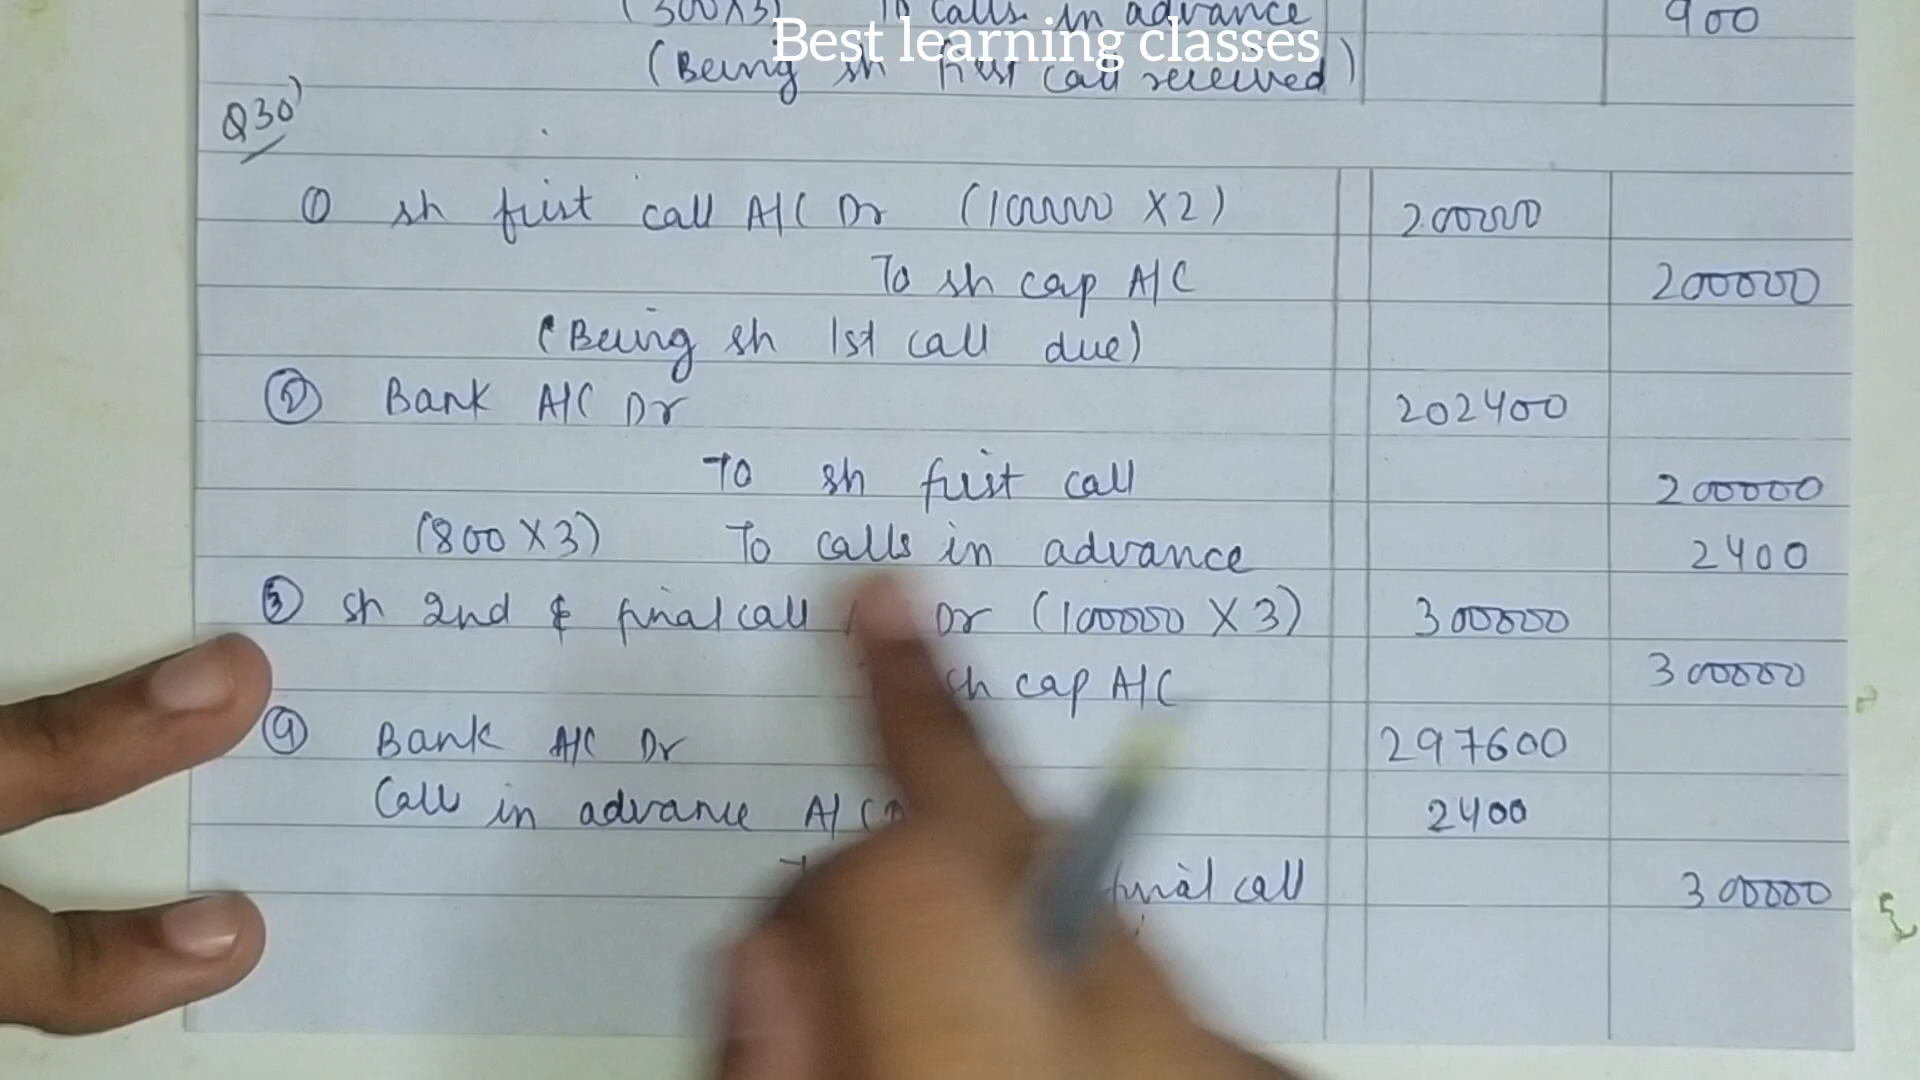 (300X3) To calls in advance 900
Best learning classes
(Being sh first call received)
Q30)
① sh first call A/C Dr (100000 X2) 200000
To sh cap A/C 200000
(Being sh 1st call due)
② Bank A/C Dr 202400
To sh first call 200000
(800 X 3) To calls in advance 2400
③ sh 2nd & final call Dr (100000 X 3) 300000
sh cap A/C 300000
④ Bank A/C Dr 297600
Calls in advance A/C 2400
final call 300000